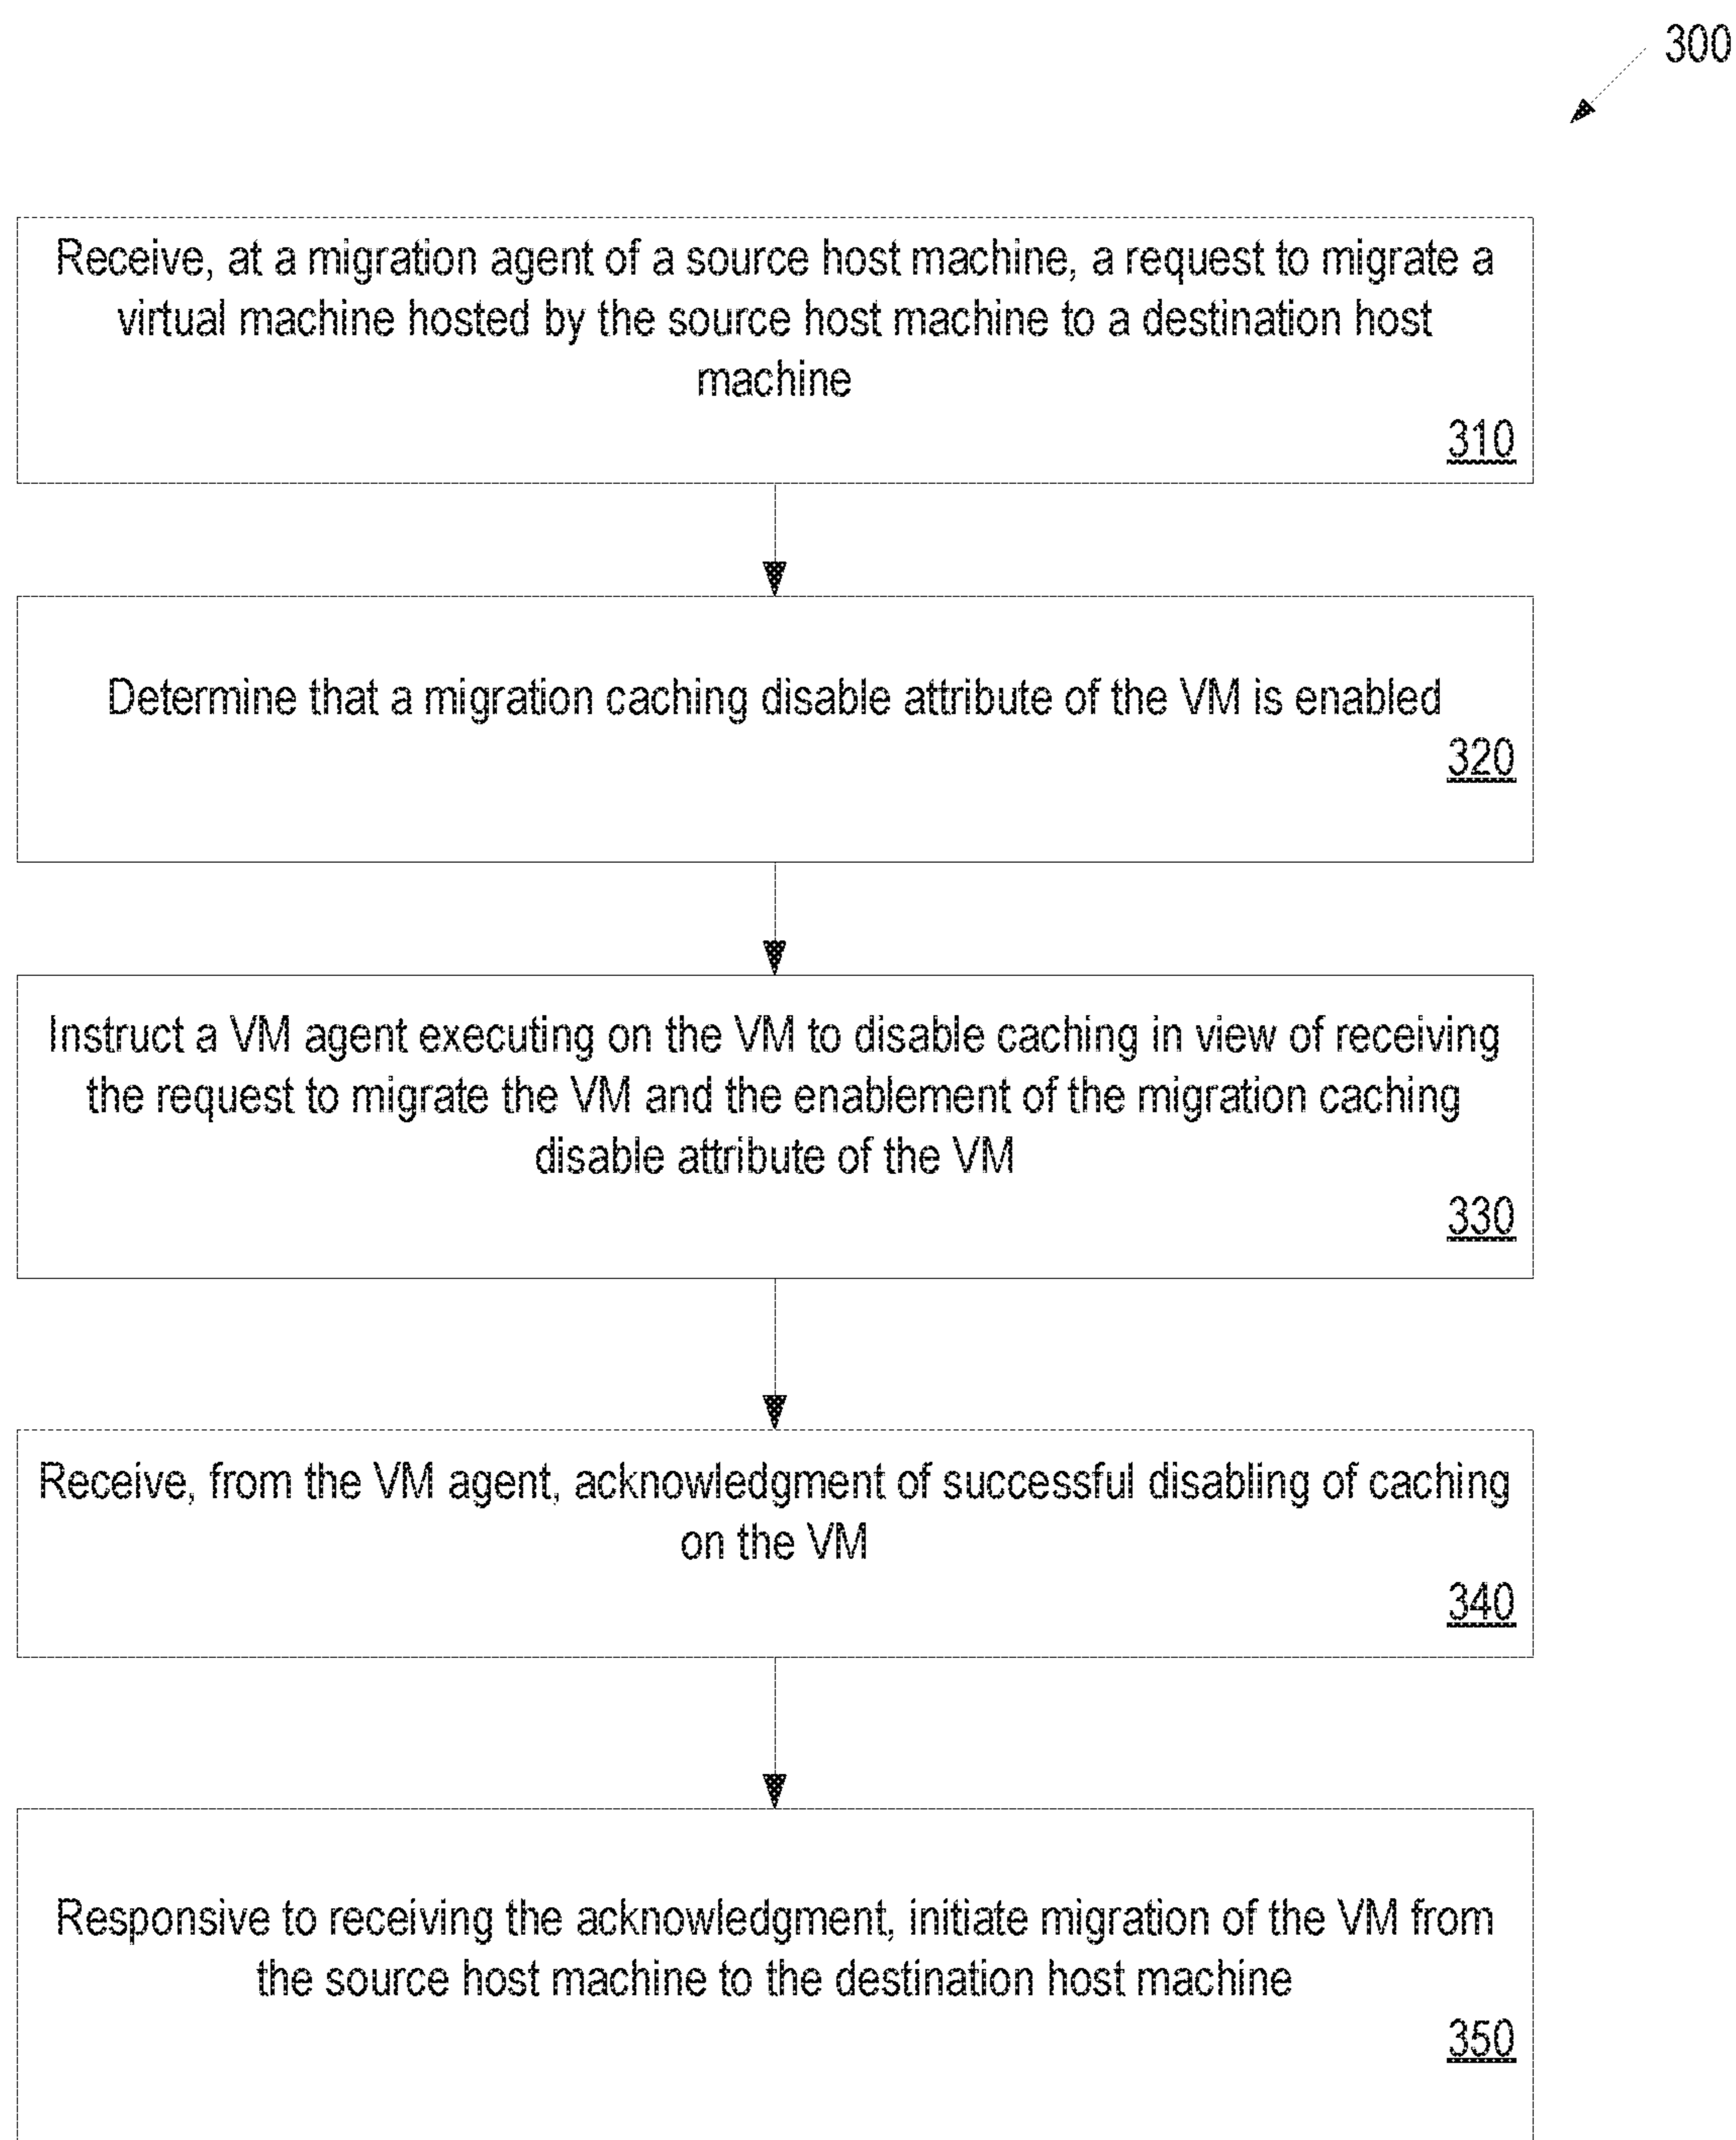 300
Receive, at a migration agent of a source host machine, a request to migrate a
virtual machine hosted by the source host machine to a destination host
machine
310
Determine that a migration caching disable attribute of the VM is enabled
320
Instruct a VM agent executing on the VM to disable caching in view of receiving
the request to migrate the VM and the enablement of the migration caching
disable attribute of the VM
330
Receive, from the VM agent, acknowledgment of successful disabling of caching
on the VM
340
Responsive to receiving the acknowledgment, initiate migration of the VM from
the source host machine to the destination host machine
350